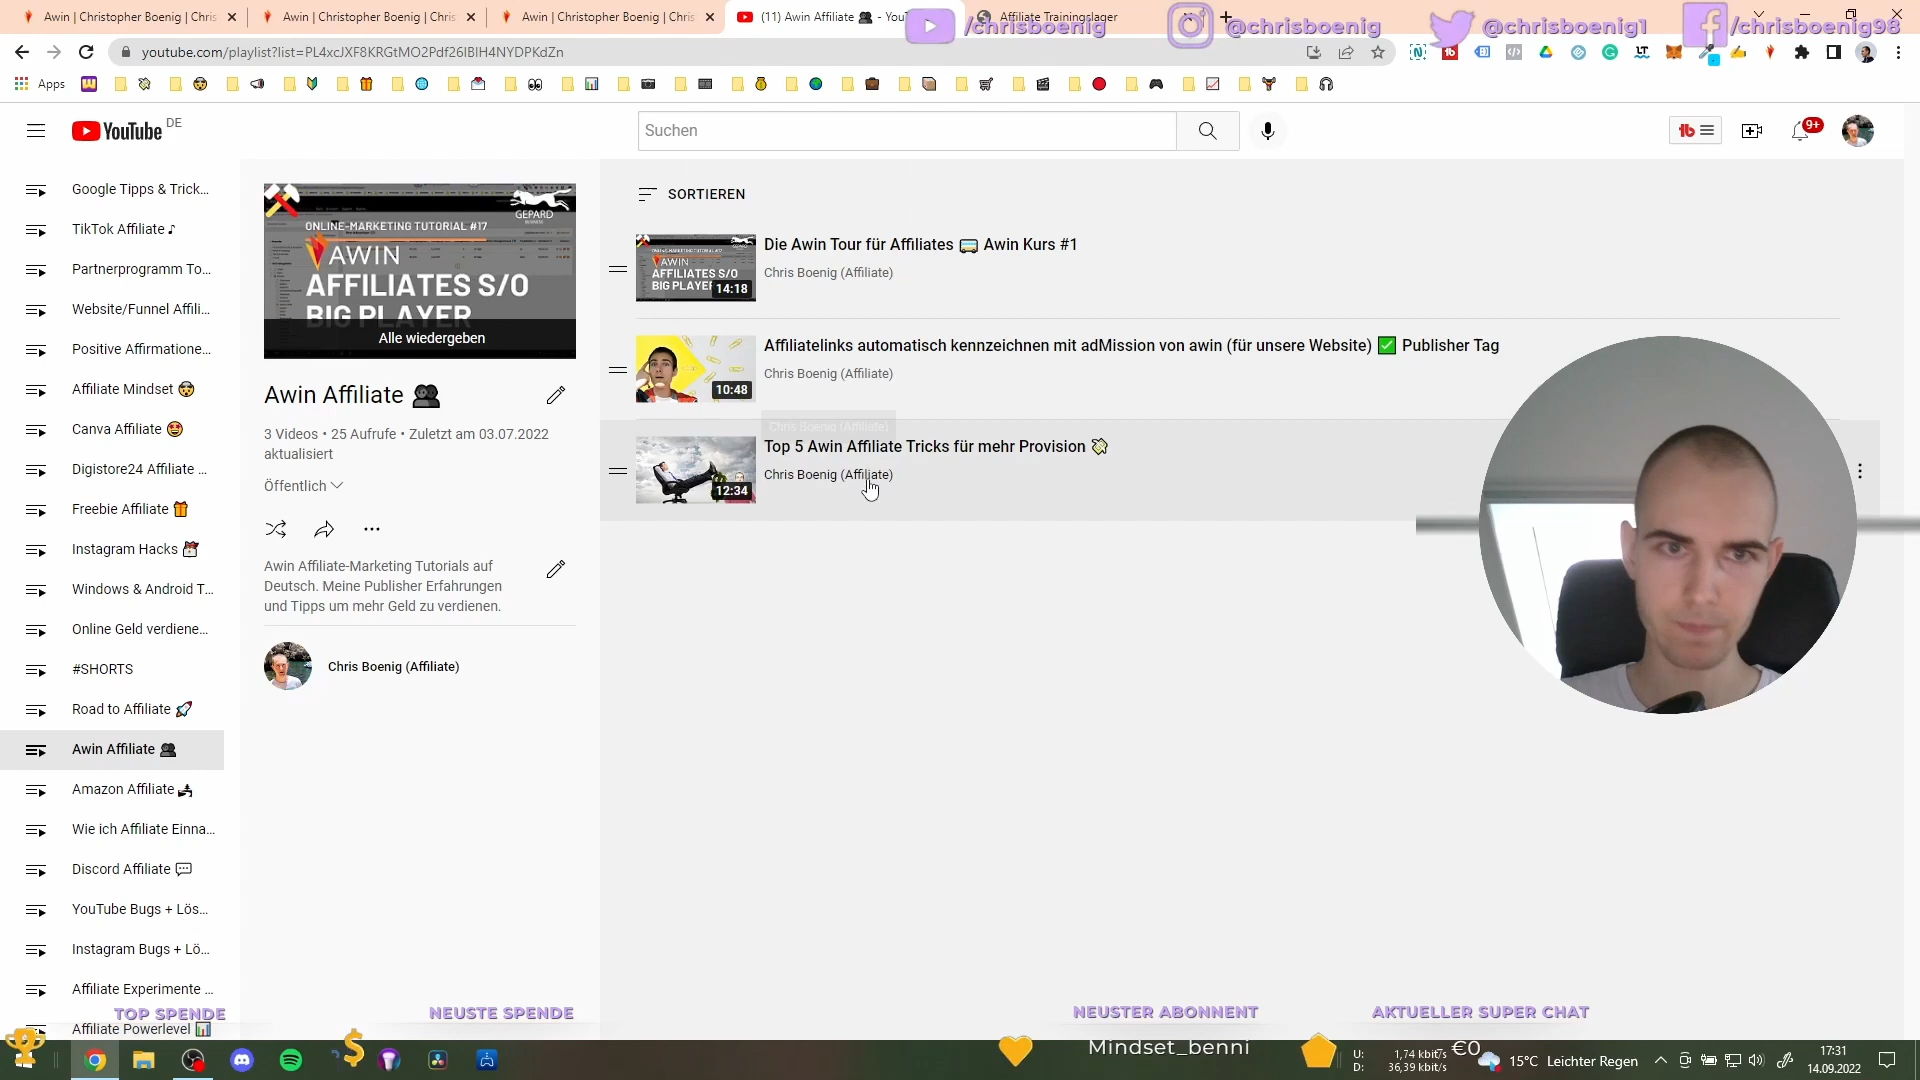 Awin | Christopher Boenig | Chris
Awin | Christopher Boenig | Chris
Awin | Christopher Boenig | Chris
(11) Awin Affiliate 👥 - YouT
Affiliate Trainingslager
/chrisboenig
@chrisboenig
@chrisboenig1
/chrisboenig98
youtube.com/playlist?list=PL4xcJXF8KRGtMO2Pdf26IBIH4NYDPKdZn
Apps
YouTube DE
Suchen
9+
Google Tipps & Trick...
TikTok Affiliate ♪
Partnerprogramm To...
Website/Funnel Affili...
Positive Affirmatione...
Affiliate Mindset 🤯
Canva Affiliate 🤩
Digistore24 Affiliate ...
Freebie Affiliate 🎁
Instagram Hacks
Windows & Android T...
Online Geld verdiene...
#SHORTS
Road to Affiliate 🚀
Awin Affiliate 👥
Amazon Affiliate
Wie ich Affiliate Einna...
Discord Affiliate 💬
YouTube Bugs + Lös...
Instagram Bugs + Lö...
Affiliate Experimente ...
Affiliate Powerlevel 📊
GEPARD
BUSINESS
ONLINE-MARKETING TUTORIAL #17
AWIN
AFFILIATES S/O
BIG PLAYER
Alle wiedergeben
Awin Affiliate 👥
3 Videos • 25 Aufrufe • Zuletzt am 03.07.2022
aktualisiert
Öffentlich
Awin Affiliate-Marketing Tutorials auf
Deutsch. Meine Publisher Erfahrungen
und Tipps um mehr Geld zu verdienen.
Chris Boenig (Affiliate)
SORTIEREN
AWIN
AFFILIATES S/O
BIG PLAYER
14:18
Die Awin Tour für Affiliates 🚍 Awin Kurs #1
Chris Boenig (Affiliate)
10:48
Affiliatelinks automatisch kennzeichnen mit adMission von awin (für unsere Website) ✅ Publisher Tag
Chris Boenig (Affiliate)
Chris Boenig (Affiliate)
12:34
Top 5 Awin Affiliate Tricks für mehr Provision 💸
Chris Boenig (Affiliate)
TOP SPENDE
NEUSTE SPENDE
NEUSTER ABONNENT
Mindset_benni
AKTUELLER SUPER CHAT
€0
U: 1,74 kbit/s
D: 36,39 kbit/s
15°C Leichter Regen
17:31
14.09.2022